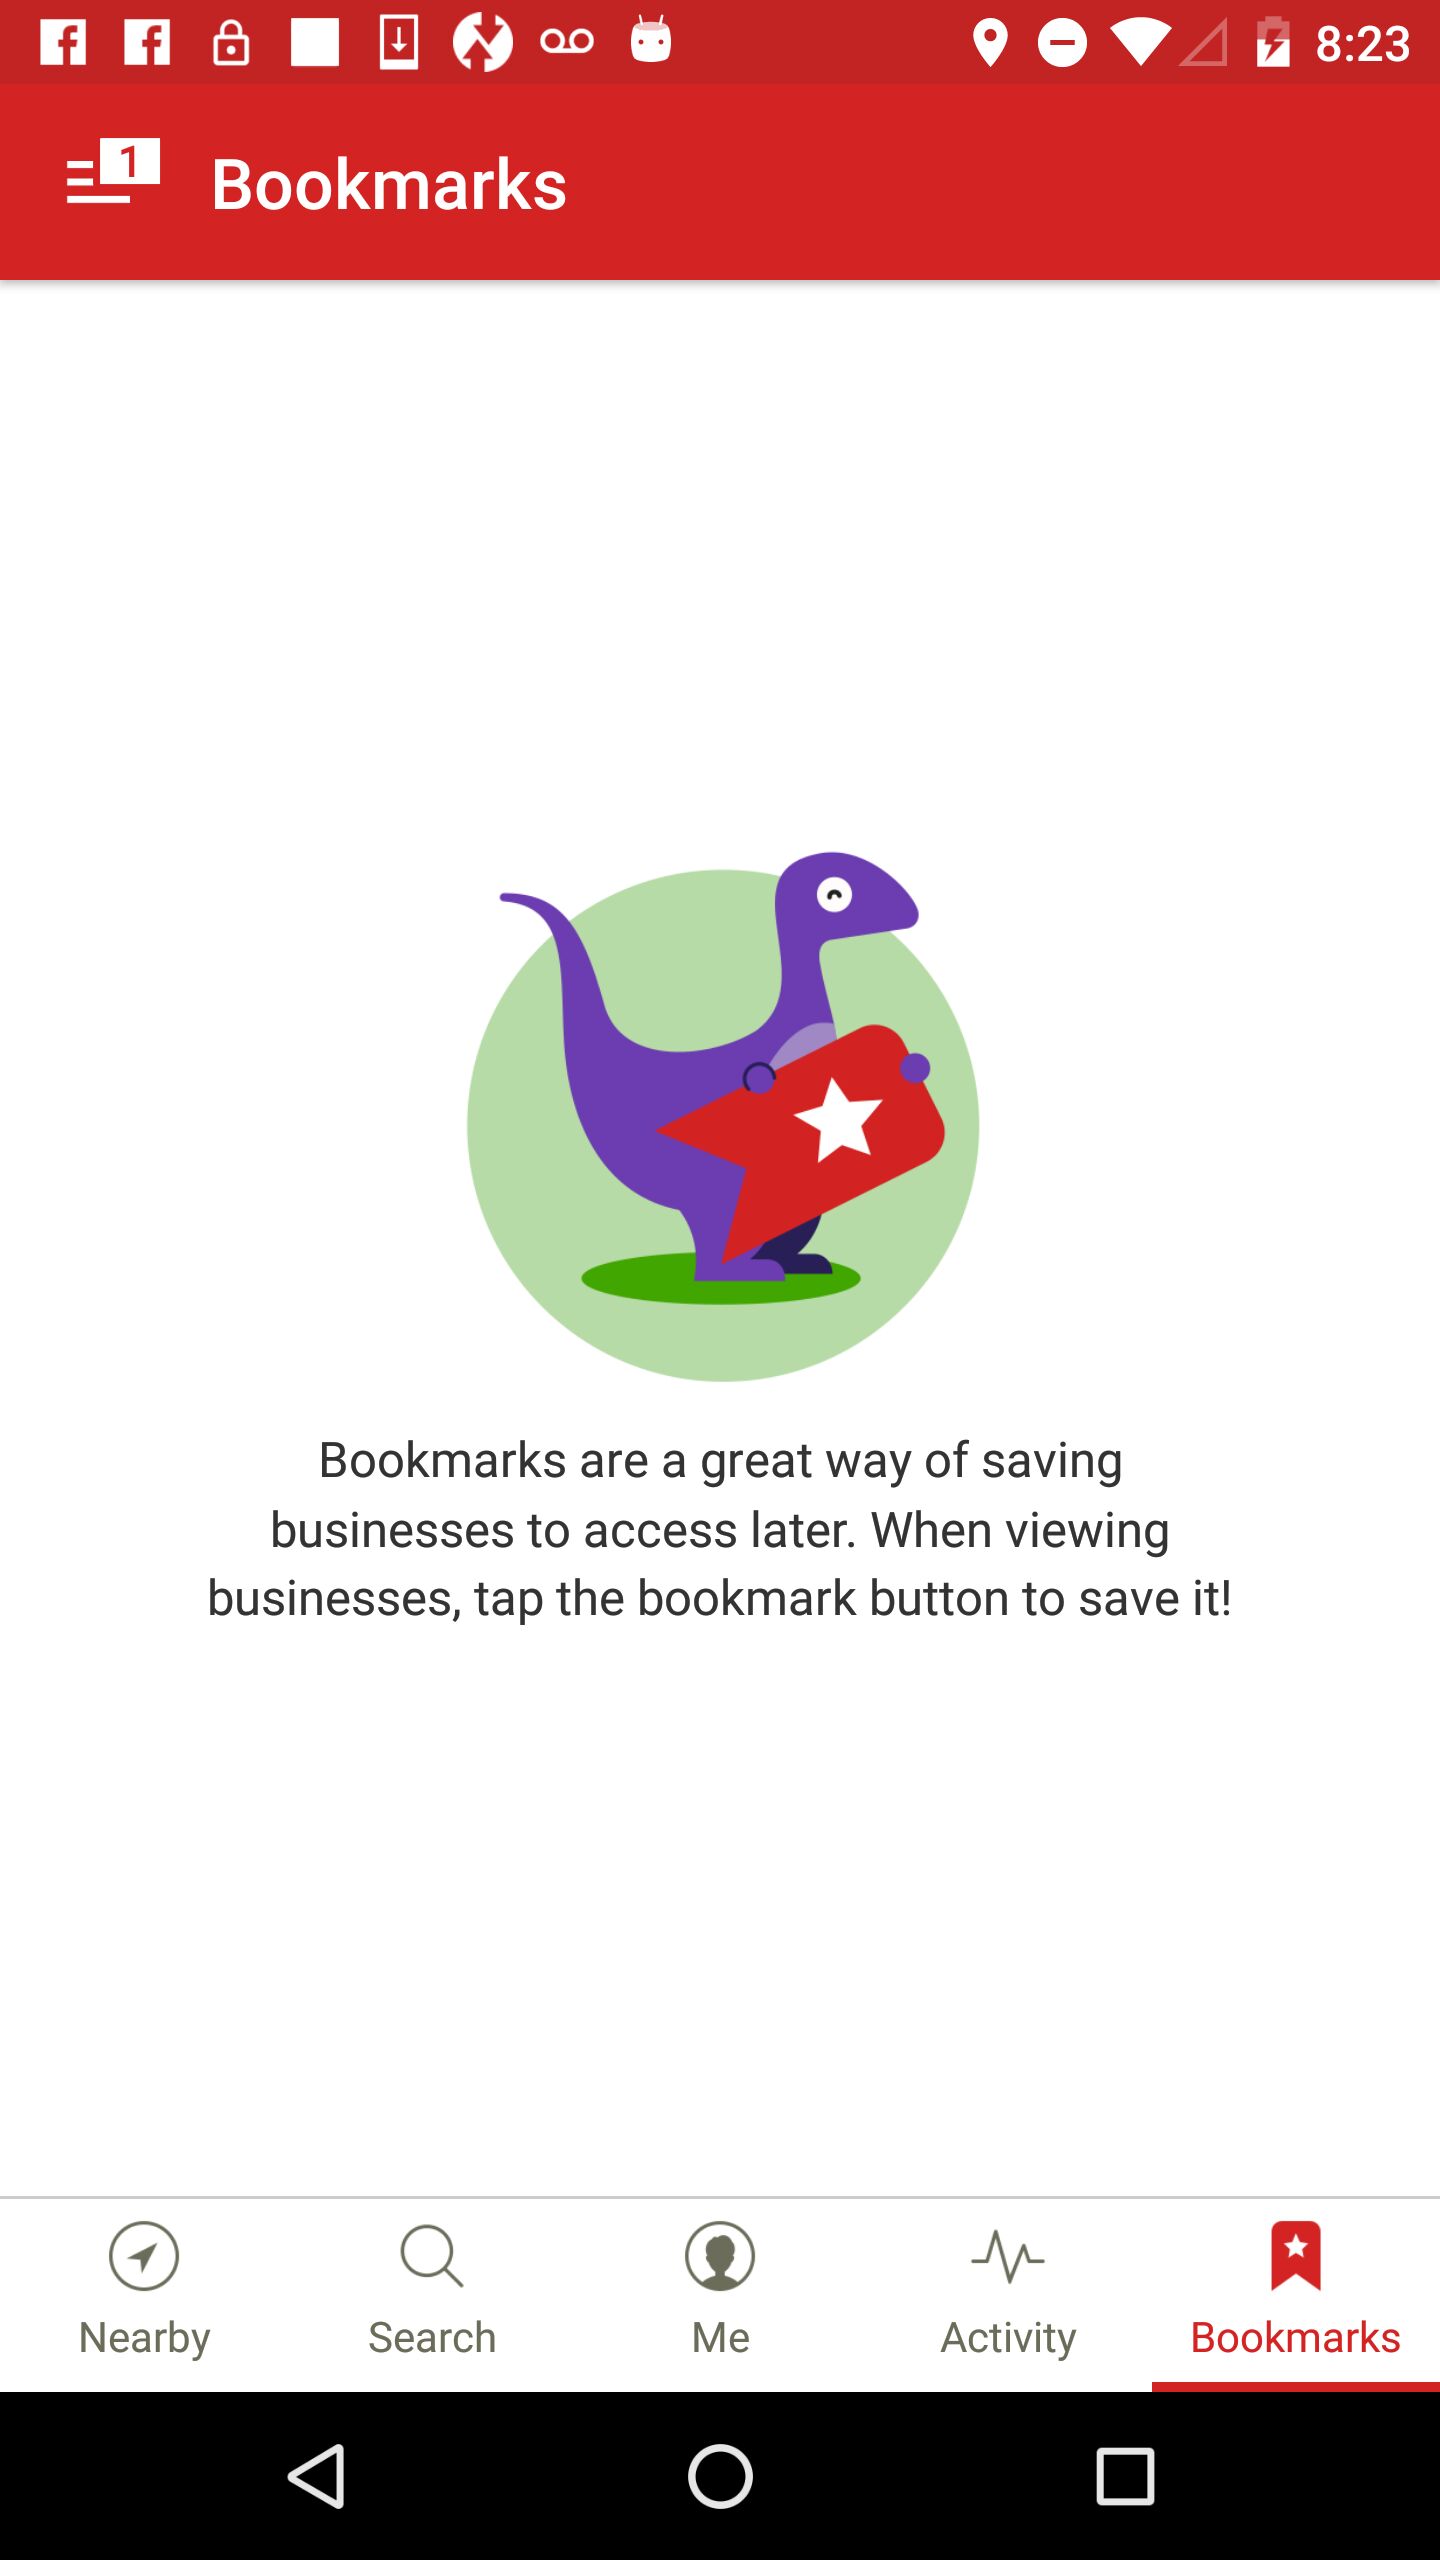 8:23
1
Bookmarks
Bookmarks are a great way of saving
businesses to access later. When viewing
businesses, tap the bookmark button to save it!
Nearby
Search
Me
Activity
Bookmarks